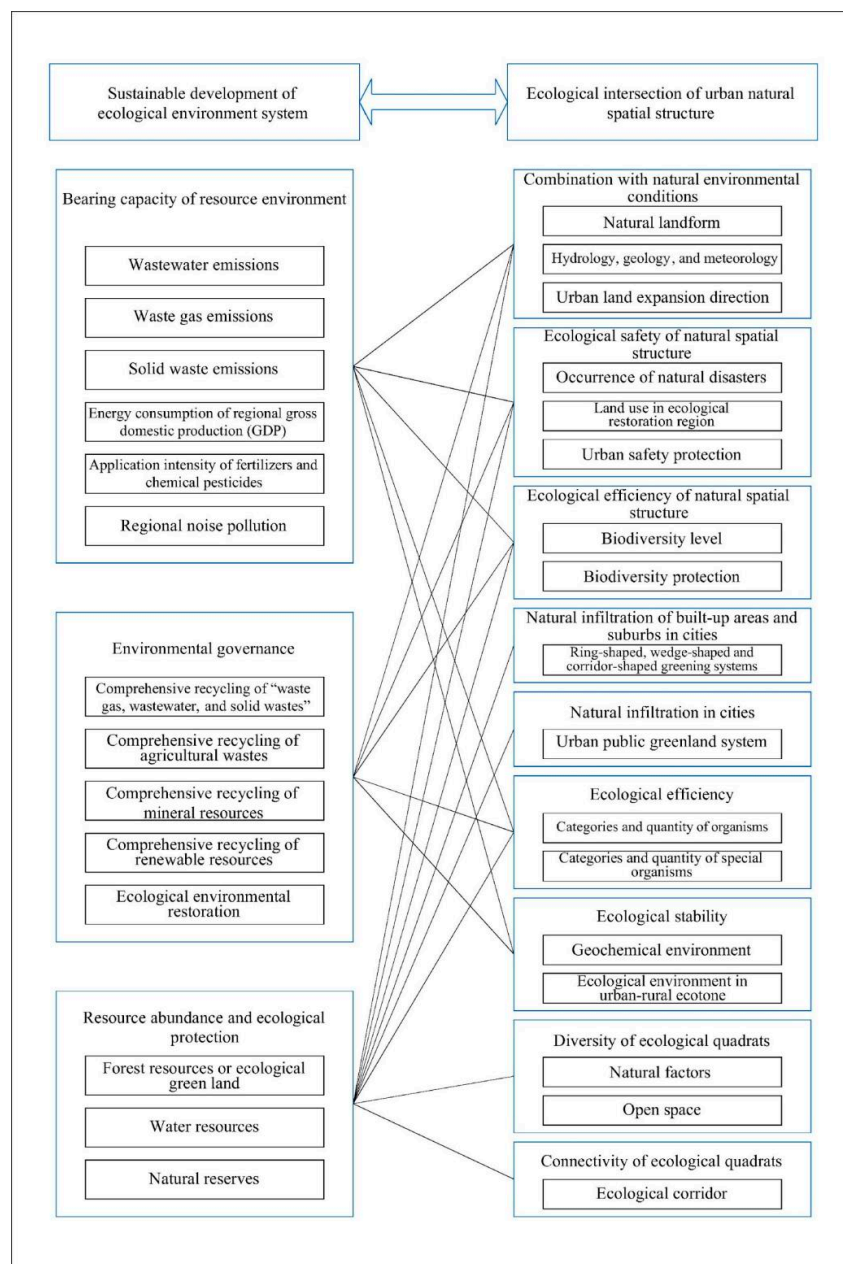 Sustainable development of
ecological environment system
Ecological intersection of urban natural
spatial structure
Bearing capacity of resource environment
Wastewater emissions
Waste gas emissions
Solid waste emissions
Energy consumption of regional gross
domestic production (GDP)
Application intensity of fertilizers and
chemical pesticides
Regional noise pollution
Environmental governance
Comprehensive recycling of “waste
gas, wastewater, and solid wastes”
Comprehensive recycling of
agricultural wastes
Comprehensive recycling of
mineral resources
Comprehensive recycling of
renewable resources
Ecological environmental
restoration
Resource abundance and ecological
protection
Forest resources or ecological
green land
Water resources
Natural reserves
Combination with natural environmental
conditions
Natural landform
Hydrology, geology, and meteorology
Urban land expansion direction
Ecological safety of natural spatial
structure
Occurrence of natural disasters
Land use in ecological
restoration region
Urban safety protection
Ecological efficiency of natural spatial
structure
Biodiversity level
Biodiversity protection
Natural infiltration of built-up areas and
suburbs in cities
Ring-shaped, wedge-shaped and
corridor-shaped greening systems
Natural infiltration in cities
Urban public greenland system
Ecological efficiency
Categories and quantity of organisms
Categories and quantity of special
organisms
Ecological stability
Geochemical environment
Ecological environment in
urban-rural ecotone
Diversity of ecological quadrats
Natural factors
Open space
Connectivity of ecological quadrats
Ecological corridor